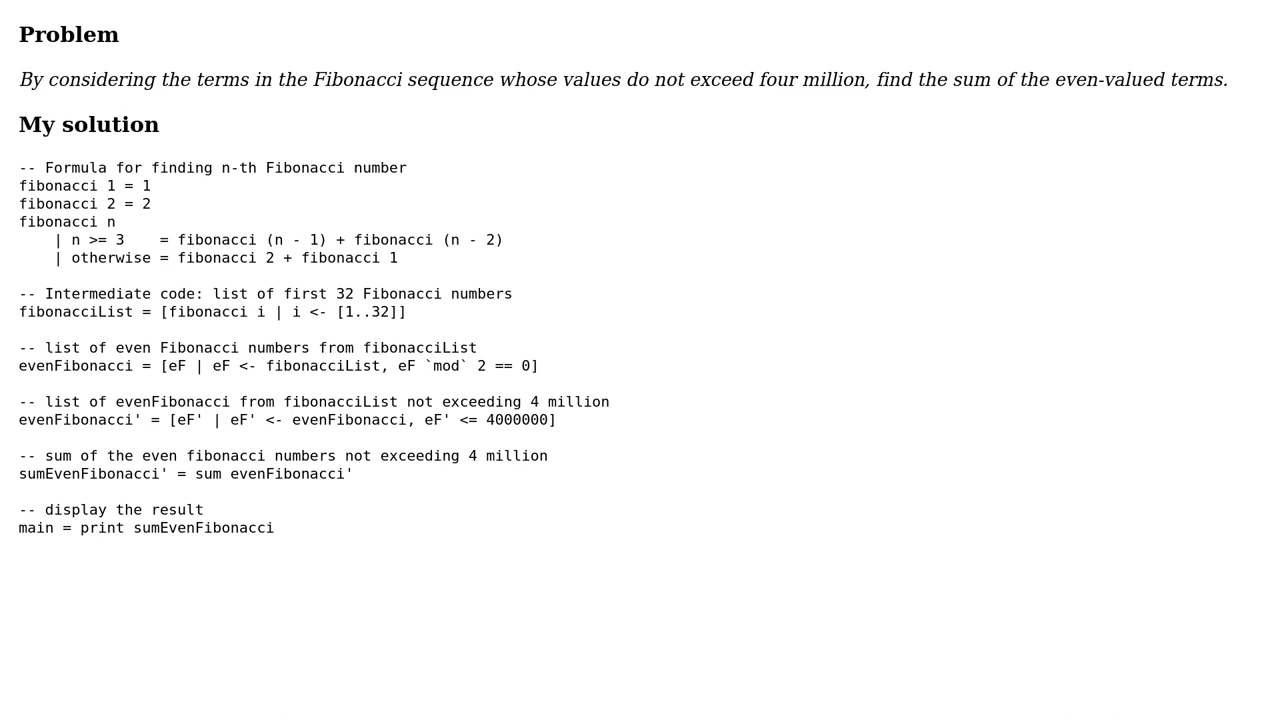 Problem
By considering the terms in the Fibonacci sequence whose values do not exceed four million, find the sum of the even-valued terms.
My solution
-- Formula for finding n-th Fibonacci number
fibonacci 1 = 1
fibonacci 2 = 2
fibonacci n
    | n >= 3    = fibonacci (n - 1) + fibonacci (n - 2)
    | otherwise = fibonacci 2 + fibonacci 1

-- Intermediate code: list of first 32 Fibonacci numbers
fibonacciList = [fibonacci i | i <- [1..32]]

-- list of even Fibonacci numbers from fibonacciList
evenFibonacci = [eF | eF <- fibonacciList, eF `mod` 2 == 0]

-- list of evenFibonacci from fibonacciList not exceeding 4 million
evenFibonacci' = [eF' | eF' <- evenFibonacci, eF' <= 4000000]

-- sum of the even fibonacci numbers not exceeding 4 million
sumEvenFibonacci' = sum evenFibonacci'

-- display the result
main = print sumEvenFibonacci